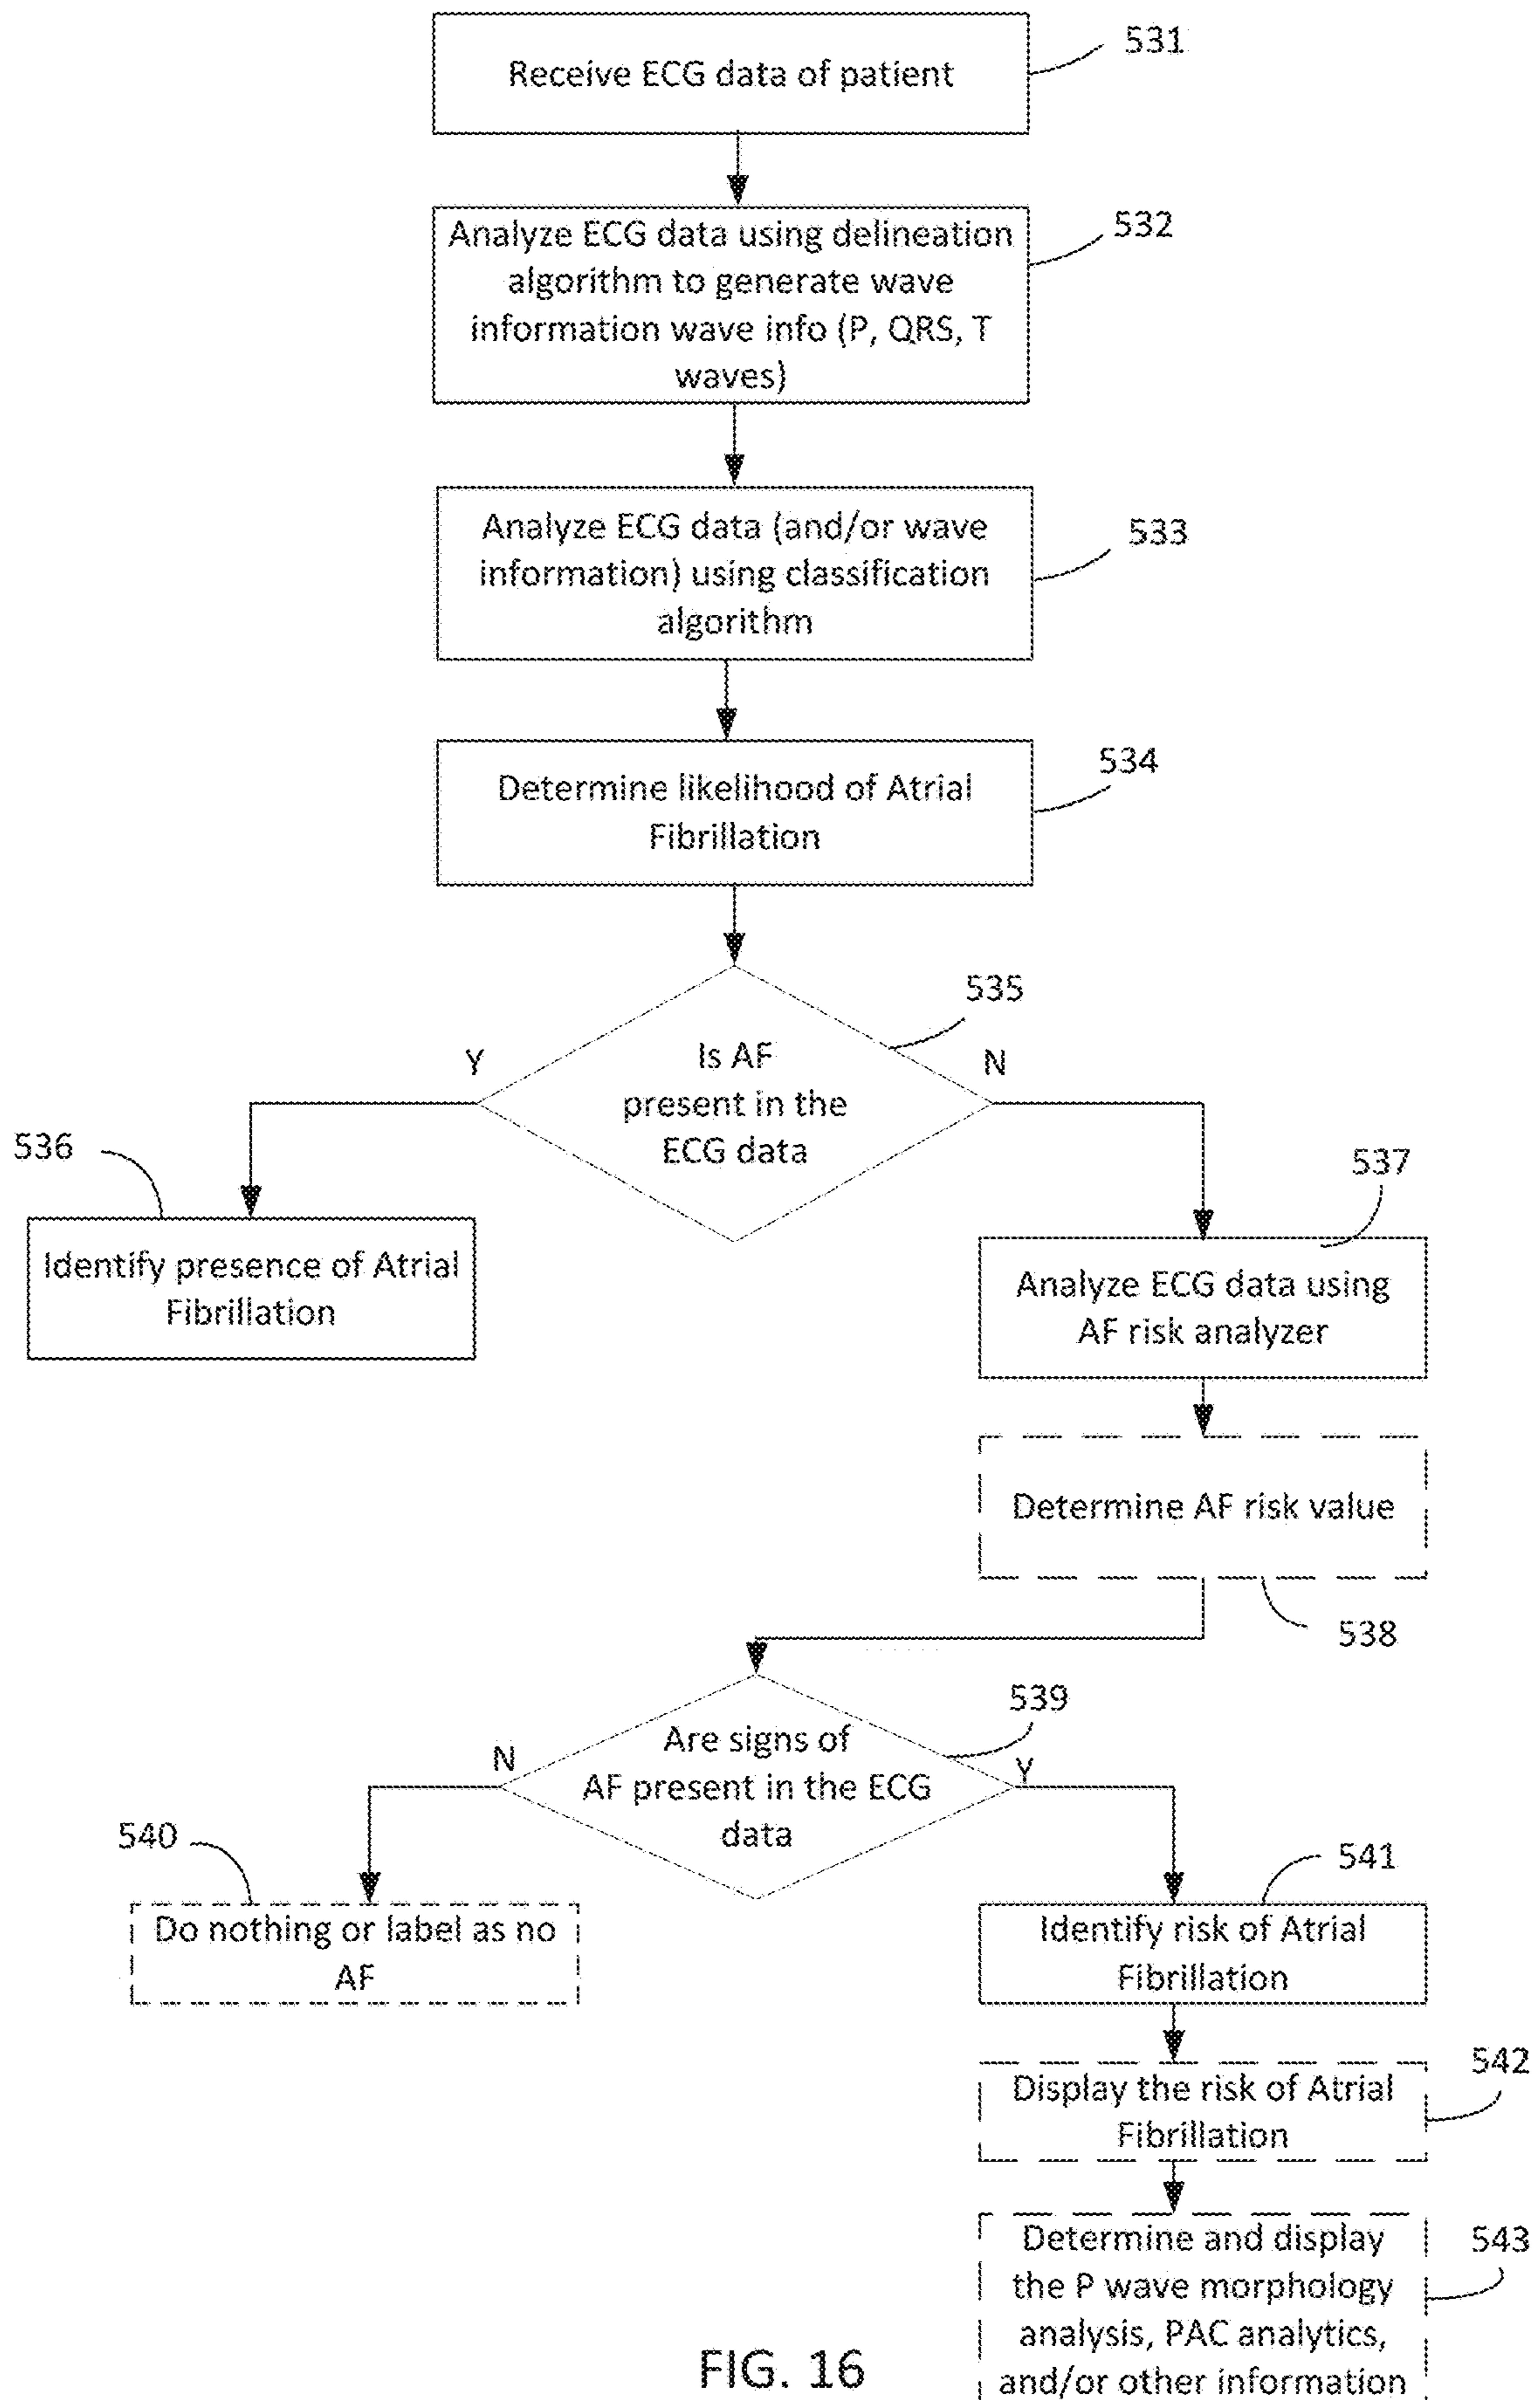 Receive ECG data of patient
531
Analyze ECG data using delineation
algorithm to generate wave
information wave info (P, QRS, T
waves)
532
Analyze ECG data (and/or wave
information) using classification
algorithm
533
Determine likelihood of Atrial
Fibrillation
534
535
Y
Is AF
present in the
ECG data
N
536
Identify presence of Atrial
Fibrillation
537
Analyze ECG data using
AF risk analyzer
Determine AF risk value
538
539
N
Are signs of
AF present in the ECG
data
Y
540
Do nothing or label as no
AF
541
Identify risk of Atrial
Fibrillation
542
Display the risk of Atrial
Fibrillation
543
Determine and display
the P wave morphology
analysis, PAC analytics,
and/or other information
FIG. 16